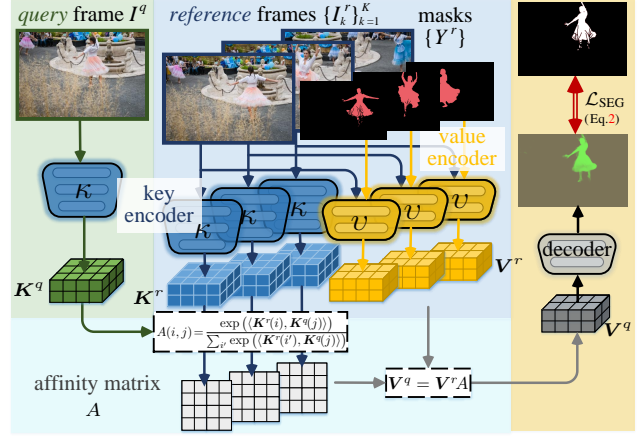 query frame I^q
reference frames {I_k^r}_{k=1}^K
masks
{Y^r}
L_SEG
(Eq.2)
value
encoder
key
encoder
κ
κ
κ
κ
υ
υ
υ
decoder
K^q
K^r
V^r
V^q
A(i, j) = exp(⟨K^r(i), K^q(j)⟩) / ∑_{i'} exp(⟨K^r(i'), K^q(j)⟩)
affinity matrix
A
V^q = V^r A